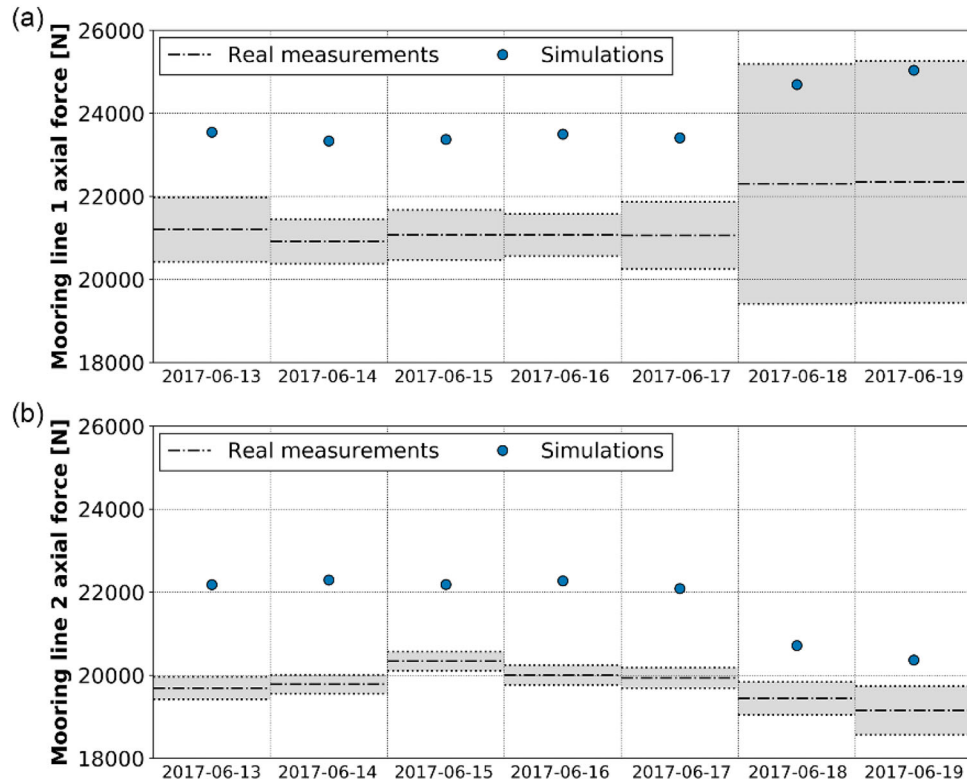 (a)
Mooring line 1 axial force [N]
26000
24000
22000
20000
18000
Real measurements
Simulations
2017-06-13 2017-06-14 2017-06-15 2017-06-16 2017-06-17 2017-06-18 2017-06-19
(b)
Mooring line 2 axial force [N]
26000
24000
22000
20000
18000
Real measurements
Simulations
2017-06-13 2017-06-14 2017-06-15 2017-06-16 2017-06-17 2017-06-18 2017-06-19